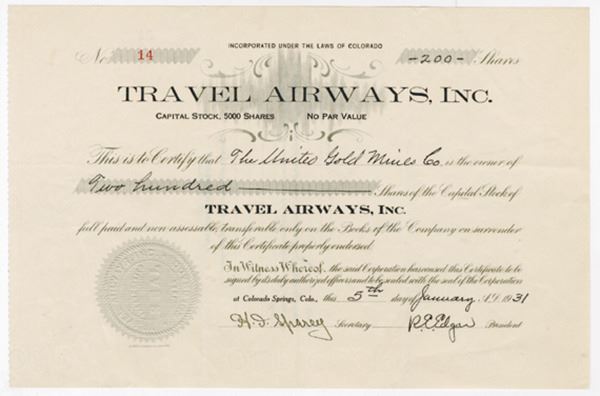 INCORPORATED UNDER THE LAWS OF COLORADO
No. 14 -200- Shares
TRAVEL AIRWAYS, INC.
CAPITAL STOCK, 5000 SHARES NO PAR VALUE
This is to Certify that The United Gold Mines Co. is the owner of
Two hundred Shares of the Capital Stock of
TRAVEL AIRWAYS, INC.
full paid and non assessable, transferable only on the Books of the Company on surrender
of this Certificate properly endorsed.
In Witness Whereof, the said Corporation has caused this Certificate to be
signed by its duly authorized officers and to be sealed with the seal of the Corporation
at Colorado Springs, Colo., this 5th day of January A.D. 1931
H. F. Sparey Secretary R.E. Edgar President